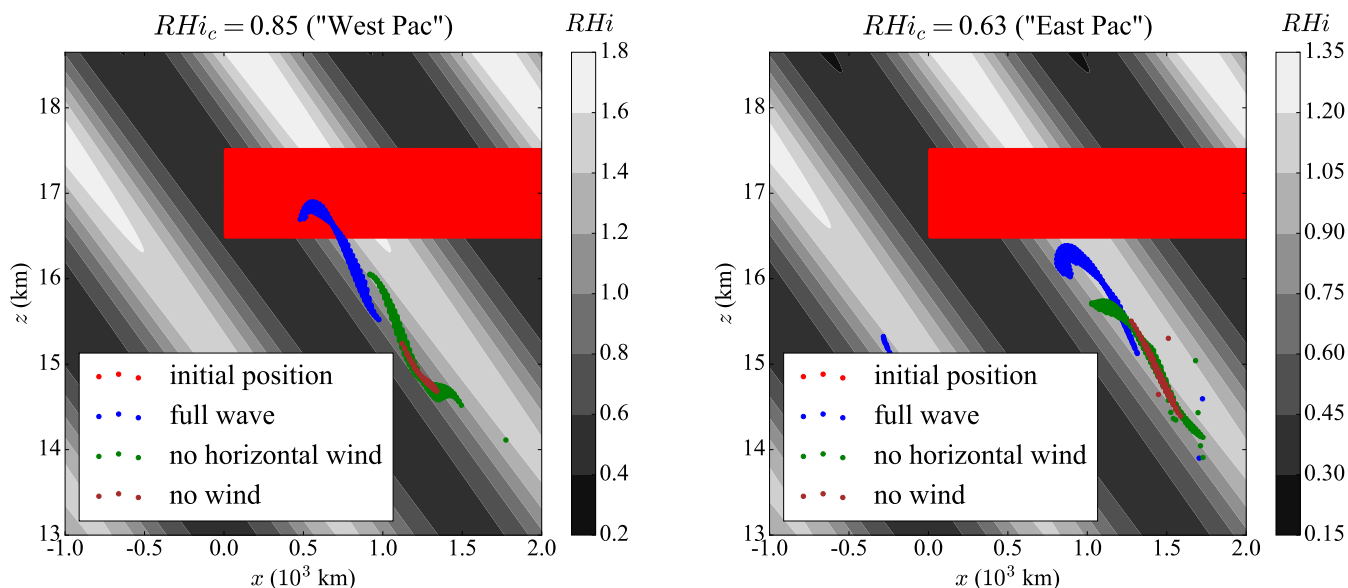 RHi_c = 0.85 ("West Pac")
RHi
1.8
1.6
1.4
1.2
1.0
0.8
0.6
0.4
0.2
z (km)
18
17
16
15
14
13
initial position
full wave
no horizontal wind
no wind
-1.0 -0.5 0.0 0.5 1.0 1.5 2.0
x (10^3 km)
RHi_c = 0.63 ("East Pac")
RHi
1.35
1.20
1.05
0.90
0.75
0.60
0.45
0.30
0.15
z (km)
18
17
16
15
14
13
initial position
full wave
no horizontal wind
no wind
-1.0 -0.5 0.0 0.5 1.0 1.5 2.0
x (10^3 km)